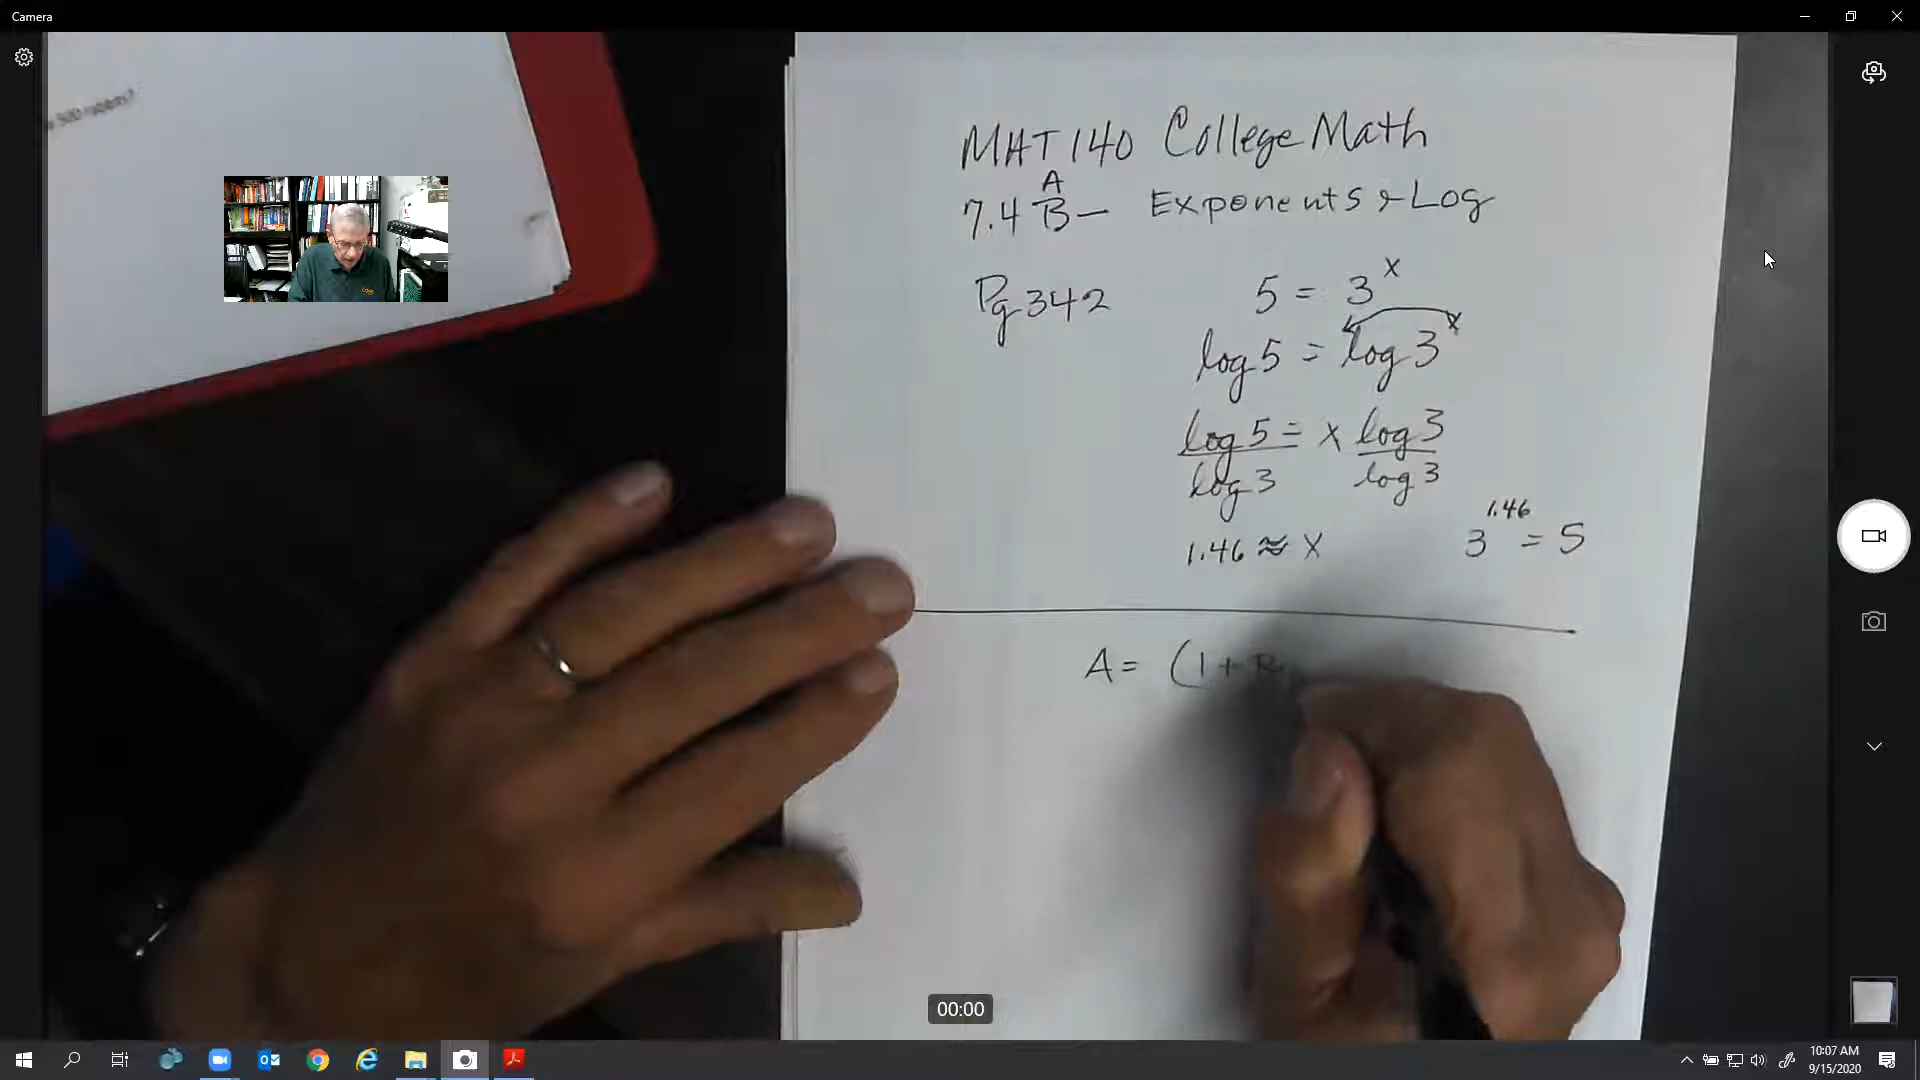 Camera
500 rabbits?
MAT 140 College Math
A
7.4 B — Exponents & Log
Pg 342
5 = 3^x
log 5 = log 3^x
log 5 = x log 3
log 3 log 3
1.46 ≈ x
3^1.46 = 5
A = (1 +
00:00
10:07 AM
9/15/2020